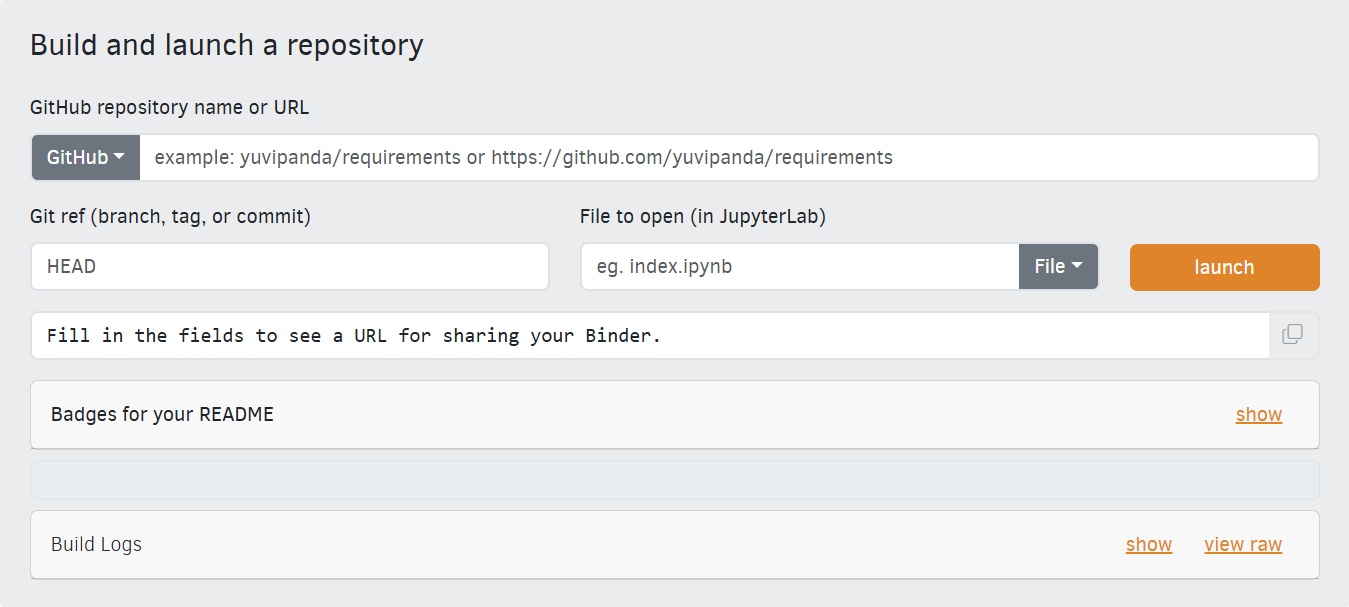 Build and launch a repository
GitHub repository name or URL
GitHub example: yuvipanda/requirements or https://github.com/yuvipanda/requirements
Git ref (branch, tag, or commit) File to open (in JupyterLab)
HEAD eg. index.ipynb File launch
Fill in the fields to see a URL for sharing your Binder.
Badges for your README show
Build Logs show view raw